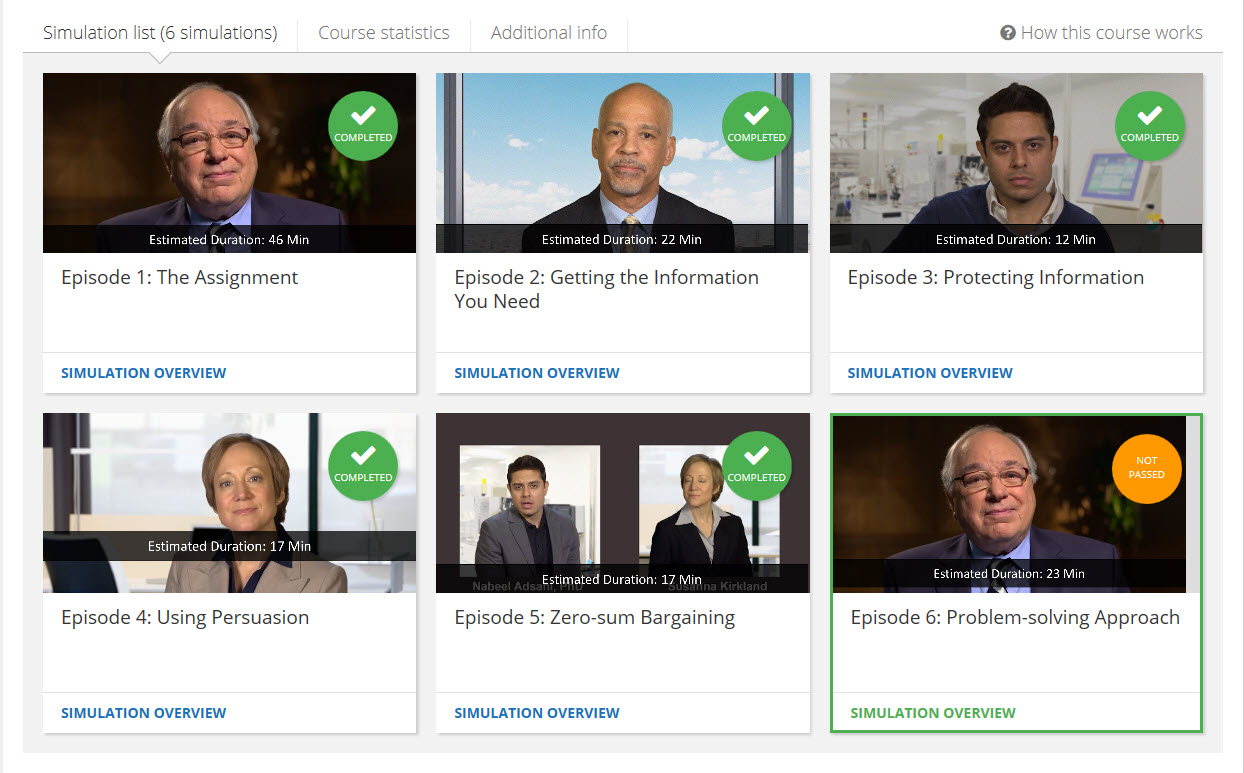 Simulation list (6 simulations)
Course statistics
Additional info
? How this course works
COMPLETED
Estimated Duration: 46 Min
Episode 1: The Assignment
SIMULATION OVERVIEW
COMPLETED
Estimated Duration: 22 Min
Episode 2: Getting the Information
You Need
SIMULATION OVERVIEW
COMPLETED
Estimated Duration: 12 Min
Episode 3: Protecting Information
SIMULATION OVERVIEW
COMPLETED
Estimated Duration: 17 Min
Episode 4: Using Persuasion
SIMULATION OVERVIEW
COMPLETED
Estimated Duration: 17 Min
Nabeel Adsani, PhD
Susanna Kirkland
Episode 5: Zero-sum Bargaining
SIMULATION OVERVIEW
NOT
PASSED
Estimated Duration: 23 Min
Episode 6: Problem-solving Approach
SIMULATION OVERVIEW